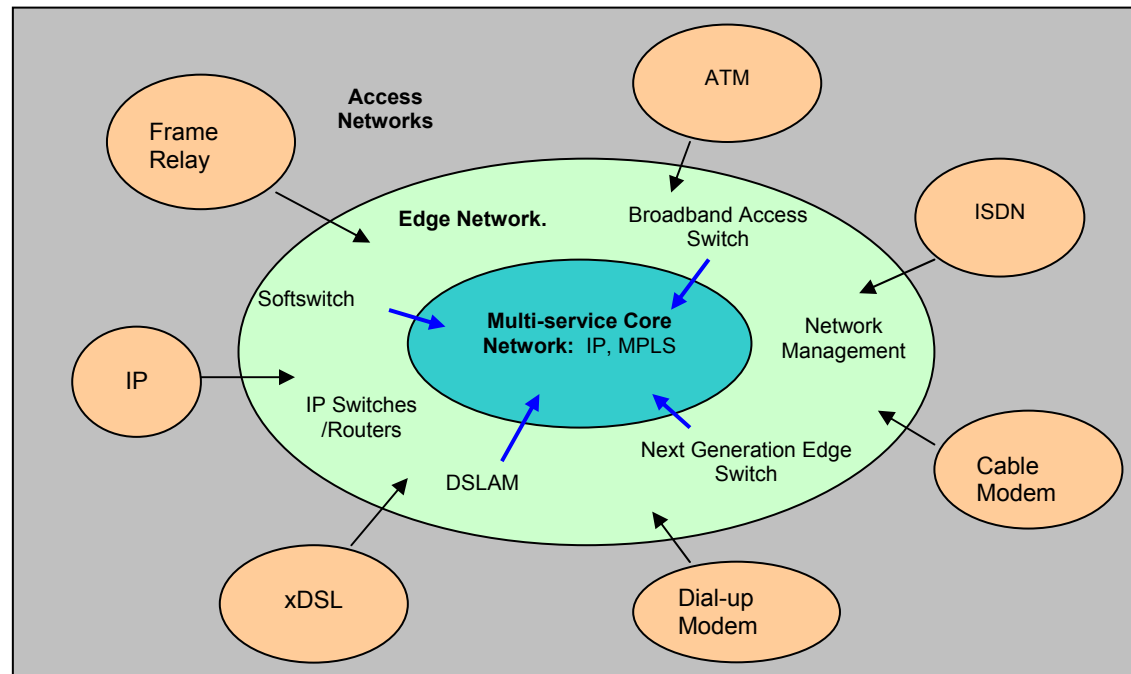 ATM
Access
Networks
Frame
Relay
Broadband Access
Switch
ISDN
Edge Network.
Softswitch
Multi-service Core
Network: IP, MPLS
Network
Management
IP
IP Switches
/Routers
Next Generation Edge
Switch
DSLAM
Cable
Modem
xDSL
Dial-up
Modem